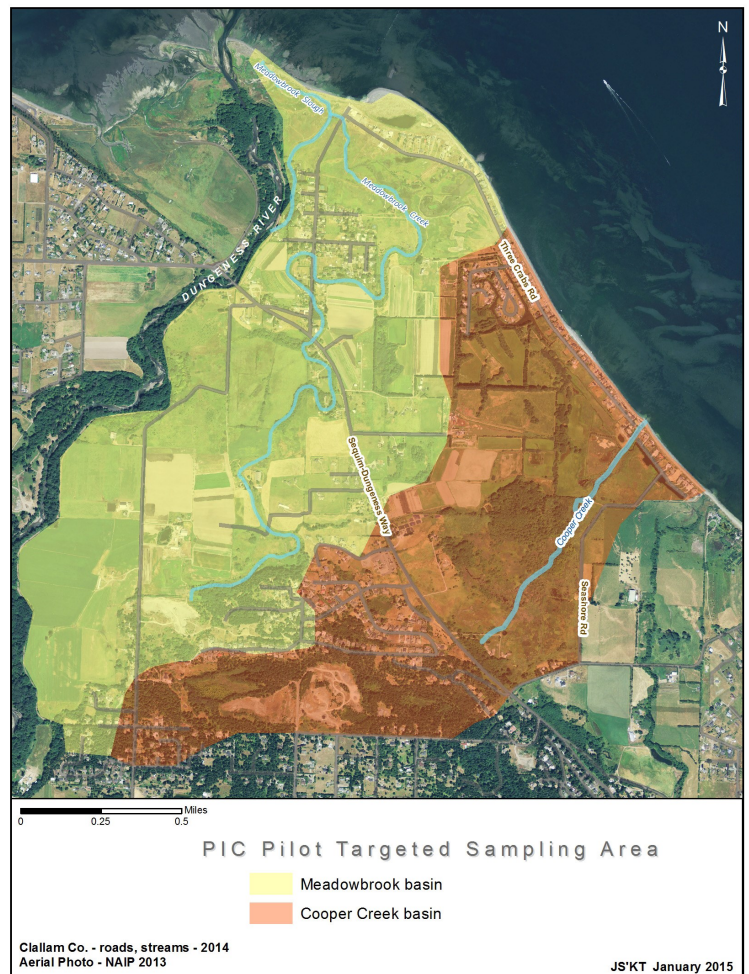 N
Meadowbrook Slough
Meadowbrook Creek
DUNGENESS RIVER
Three Crabs Rd
Sequim-Dungeness Way
Cooper Creek
Seashore Rd
Miles
0 0.25 0.5
PIC Pilot Targeted Sampling Area
Meadowbrook basin
Cooper Creek basin
Clallam Co. - roads, streams - 2014
Aerial Photo - NAIP 2013
JS'KT January 2015